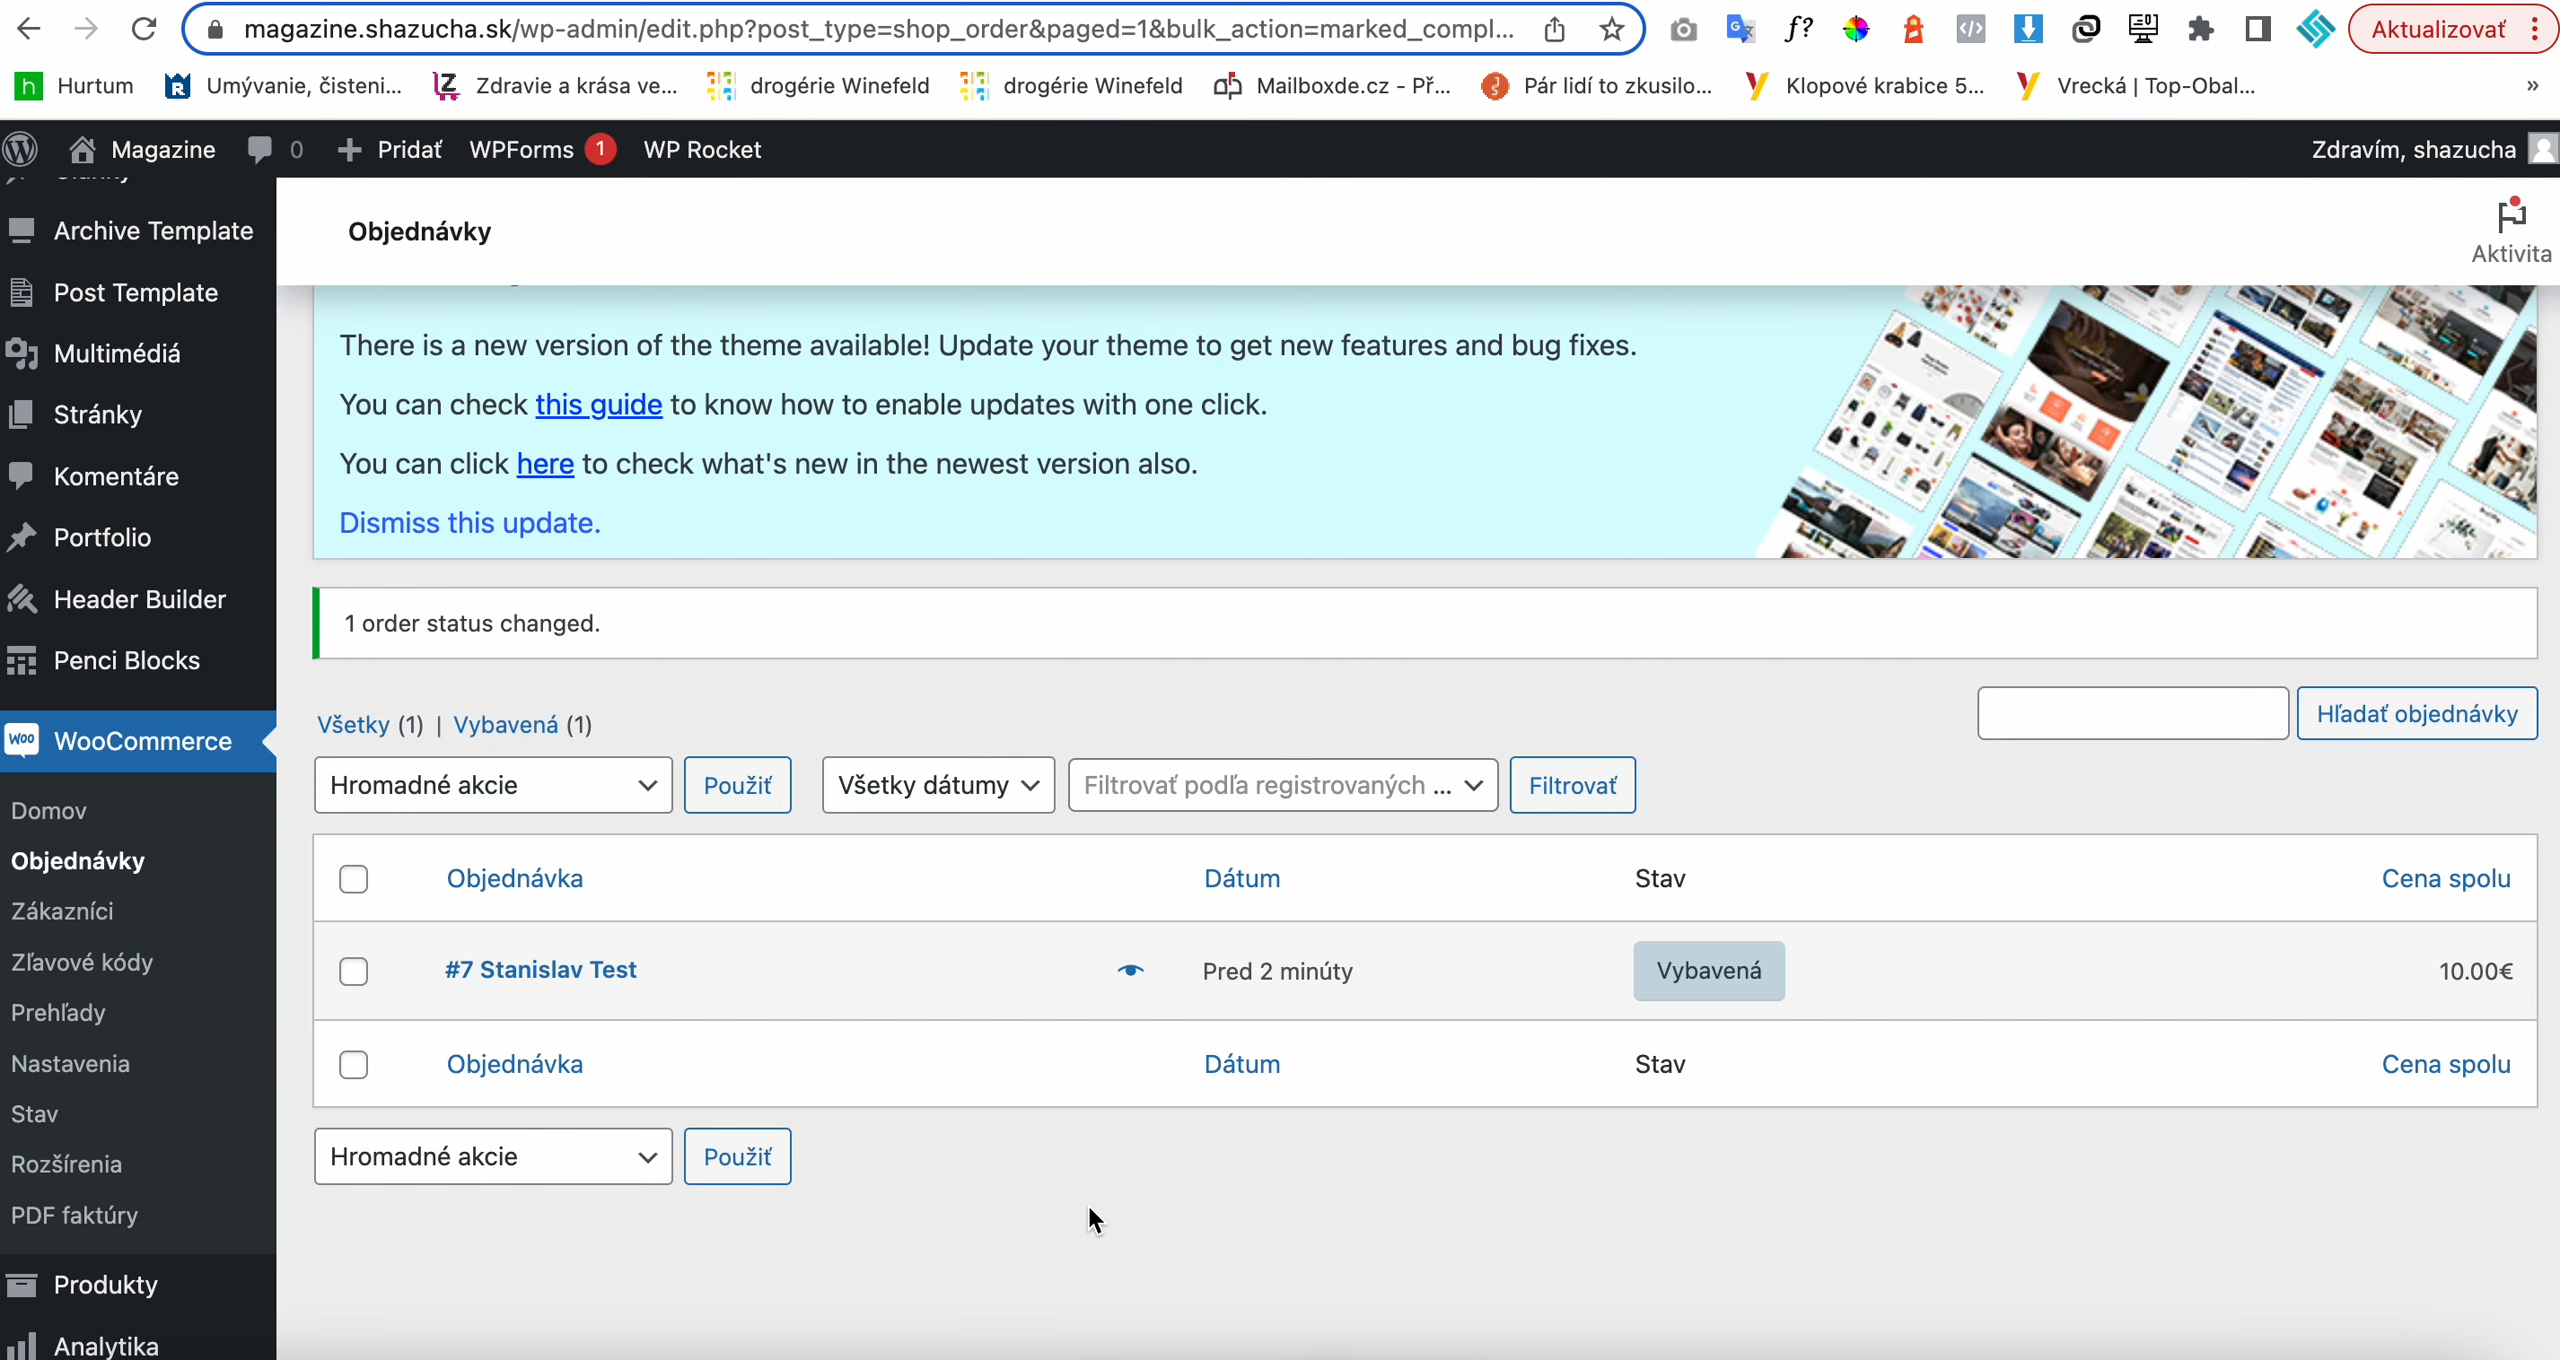 magazine.shazucha.sk/wp-admin/edit.php?post_type=shop_order&paged=1&bulk_action=marked_compl...
Aktualizovať
Hurtum
Umývanie, čisteni...
Zdravie a krása ve...
drogérie Winefeld
drogérie Winefeld
Mailboxde.cz - Př...
Pár lidí to zkusilo...
Klopové krabice 5...
Vrecká | Top-Obal...
»
Magazine
0
Pridať
WPForms 1
WP Rocket
Zdravím, shazucha
Archive Template
Post Template
Multimédiá
Stránky
Komentáre
Portfolio
Header Builder
Penci Blocks
WooCommerce
Domov
Objednávky
Zákazníci
Zľavové kódy
Prehľady
Nastavenia
Stav
Rozšírenia
PDF faktúry
Produkty
Analytika
Objednávky
Aktivita
There is a new version of the theme available! Update your theme to get new features and bug fixes.
You can check this guide to know how to enable updates with one click.
You can click here to check what's new in the newest version also.
Dismiss this update.
1 order status changed.
Všetky (1) | Vybavená (1)
Hľadať objednávky
Hromadné akcie
Použiť
Všetky dátumy
Filtrovať podľa registrovaných ...
Filtrovať
Objednávka Dátum Stav Cena spolu
#7 Stanislav Test Pred 2 minúty Vybavená 10.00€
Objednávka Dátum Stav Cena spolu
Hromadné akcie
Použiť